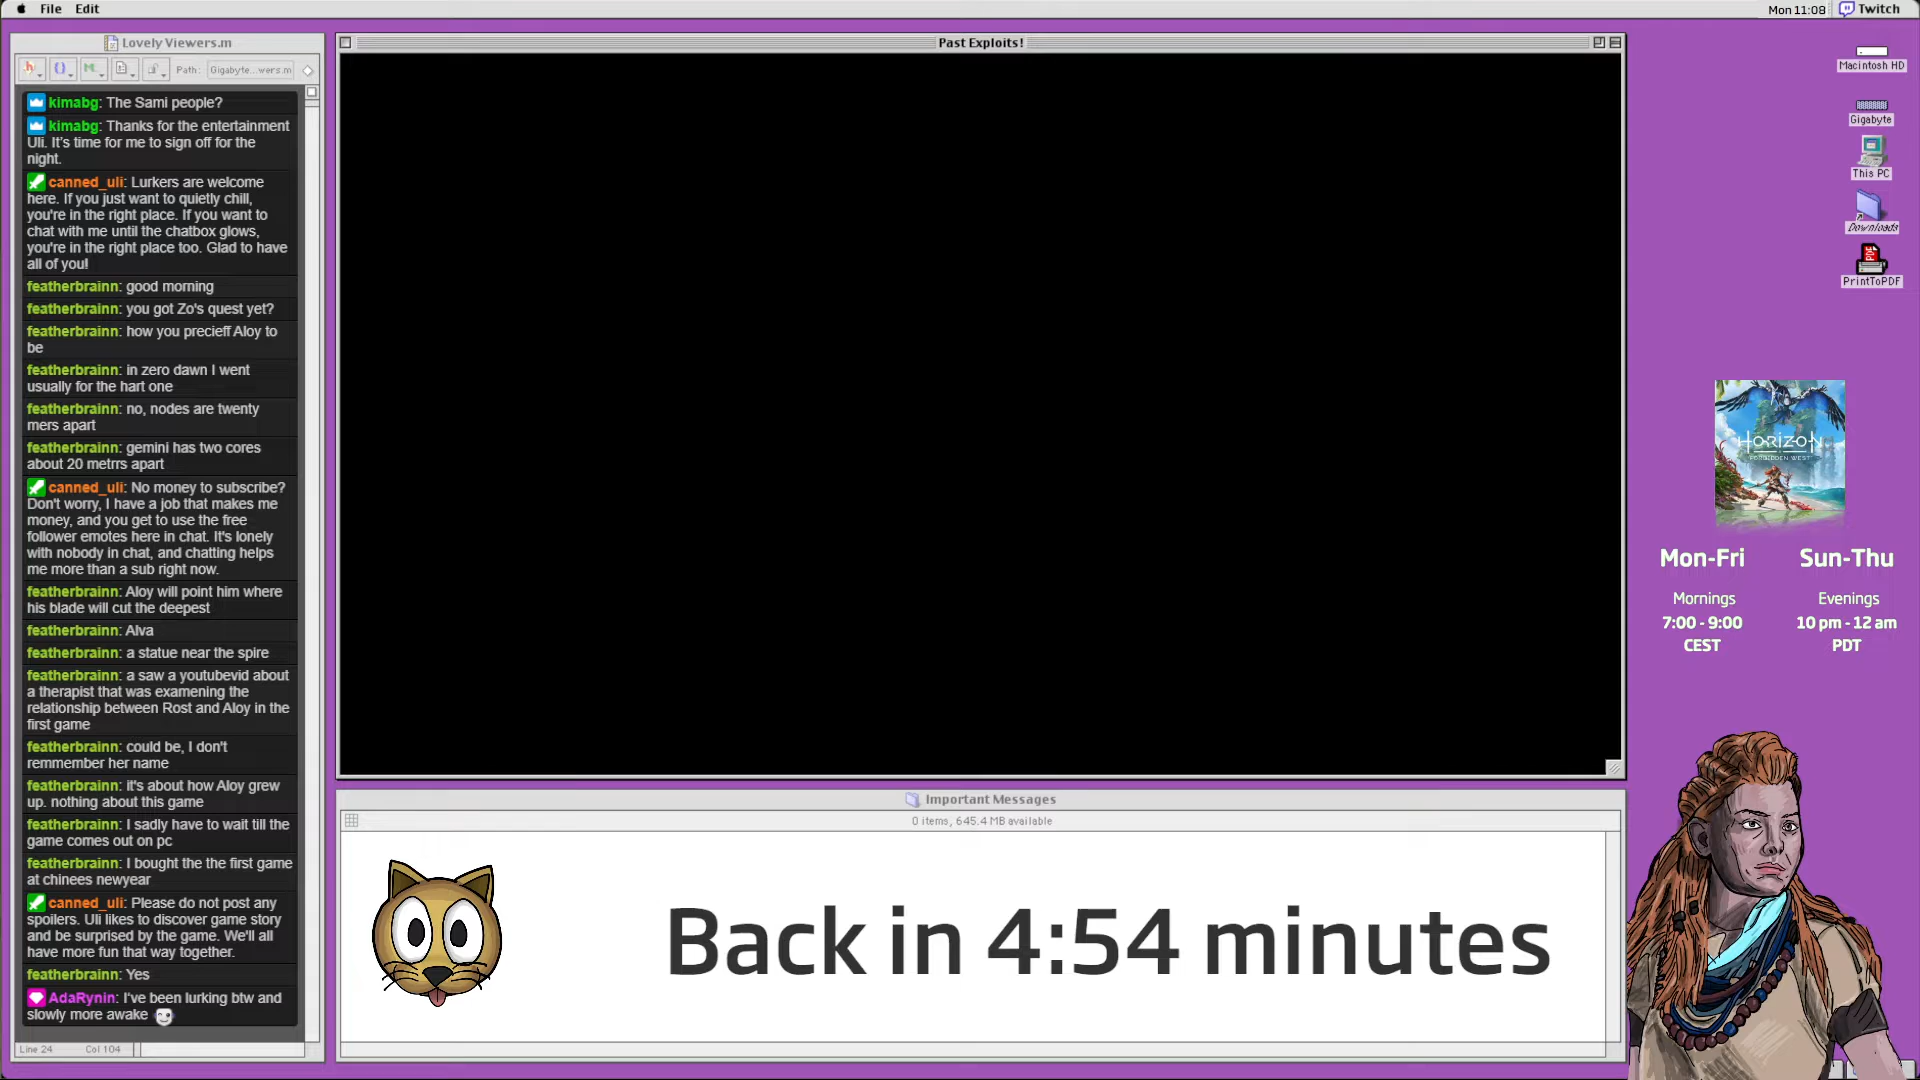 File Edit
Mon 11:08 Twitch
Lovely Viewers.m
Path: Gigabyte...wers.m
kimabg: The Sami people?
kimabg: Thanks for the entertainment
Uli. It's time for me to sign off for the
night.
canned_uli: Lurkers are welcome
here. If you just want to quietly chill,
you're in the right place. If you want to
chat with me until the chatbox glows,
you're in the right place too. Glad to have
all of you!
featherbrainn: good morning
featherbrainn: you got Zo's quest yet?
featherbrainn: how you precieff Aloy to
be
featherbrainn: in zero dawn I went
usually for the hart one
featherbrainn: no, nodes are twenty
mers apart
featherbrainn: gemini has two cores
about 20 metrrs apart
canned_uli: No money to subscribe?
Don't worry, I have a job that makes me
money, and you get to use the free
follower emotes here in chat. It's lonely
with nobody in chat, and chatting helps
me more than a sub right now.
featherbrainn: Aloy will point him where
his blade will cut the deepest
featherbrainn: Alva
featherbrainn: a statue near the spire
featherbrainn: a saw a youtubevid about
a therapist that was examening the
relationship between Rost and Aloy in the
first game
featherbrainn: could be, I don't
remmember her name
featherbrainn: it's about how Aloy grew
up. nothing about this game
featherbrainn: I sadly have to wait till the
game comes out on pc
featherbrainn: I bought the the first game
at chinees newyear
canned_uli: Please do not post any
spoilers. Uli likes to discover game story
and be surprised by the game. We'll all
have more fun that way together.
featherbrainn: Yes
AdaRynin: I've been lurking btw and
slowly more awake
Line 24 Col 104
Past Exploits!
Important Messages
0 items, 645.4 MB available
Back in 4:54 minutes
Macintosh HD
Gigabyte
This PC
Downloads
PDF
PrintToPDF
HORIZON
FORBIDDEN WEST
Mon-Fri
Mornings
7:00 - 9:00
CEST
Sun-Thu
Evenings
10 pm - 12 am
PDT